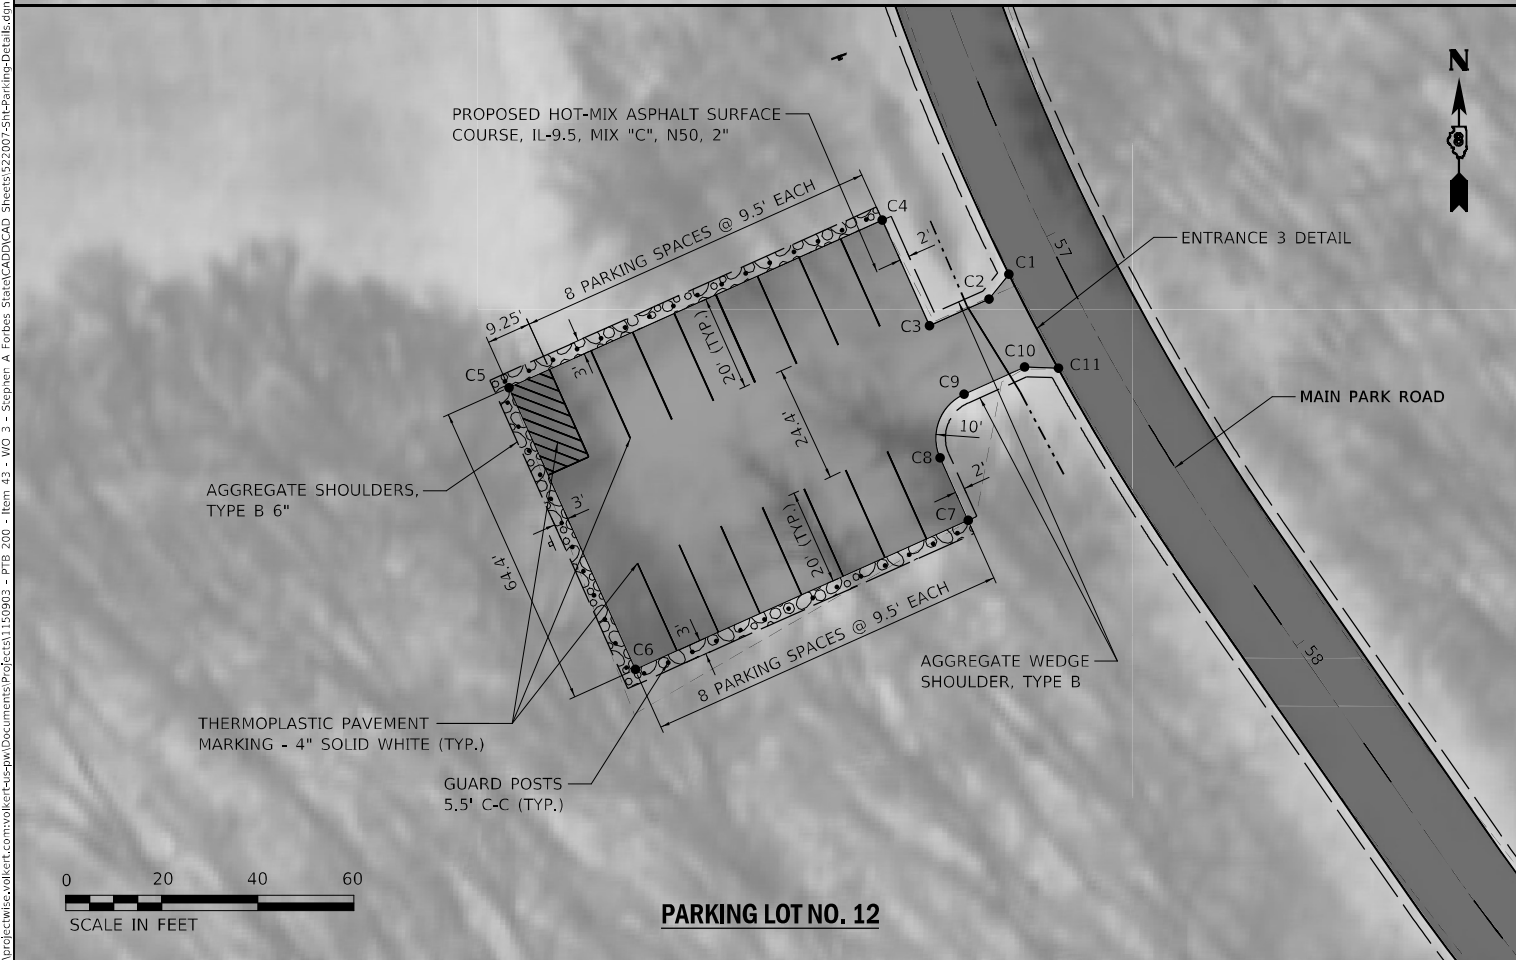 \projectwise.volkert.com:volkert-us-pw\Documents\Projects\1150903 - PTB 200 - Item 43 - WO 3 - Stephen A Forbes State\CADD\CAD Sheets\522007-Sht-Parking-Details.dgn
N
8
PROPOSED HOT-MIX ASPHALT SURFACE
COURSE, IL-9.5, MIX "C", N50, 2"
8 PARKING SPACES @ 9.5' EACH
C4
2'
57
ENTRANCE 3 DETAIL
C1
C2
C3
9.25'
3'
20' (TYP.)
C5
C10
C11
C9
24.4'
10'
MAIN PARK ROAD
C8
2'
C7
AGGREGATE SHOULDERS,
TYPE B 6"
3'
20' (TYP.)
64.4'
3'
C6
8 PARKING SPACES @ 9.5' EACH
AGGREGATE WEDGE
SHOULDER, TYPE B
58
THERMOPLASTIC PAVEMENT
MARKING - 4" SOLID WHITE (TYP.)
GUARD POSTS
5.5' C-C (TYP.)
0 20 40 60
SCALE IN FEET
PARKING LOT NO. 12